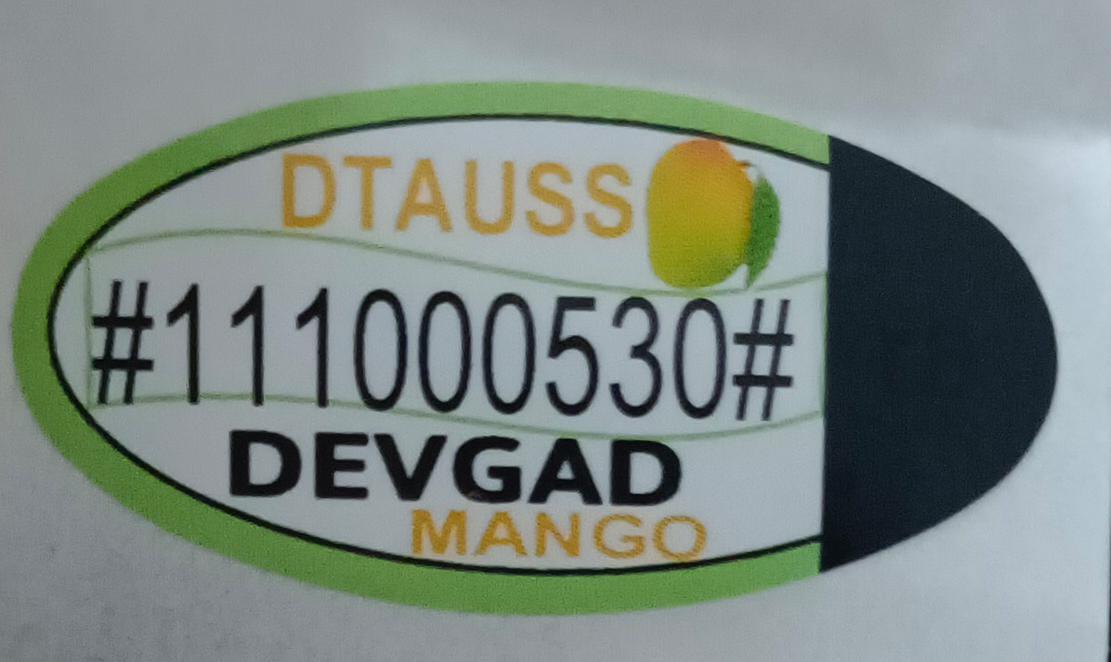 DTAUSS
#111000530#
DEVGAD
MANGO